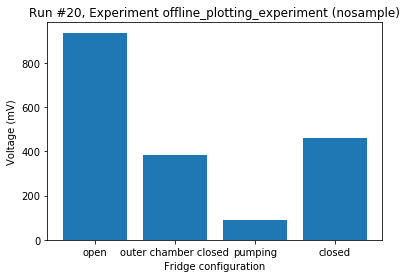 Run #20, Experiment offline_plotting_experiment (nosample)
Voltage (mV)
800
600
400
200
0
open outer chamber closed pumping closed
Fridge configuration